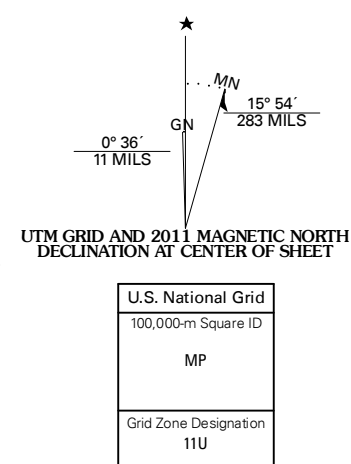 ★
MN
GN
15° 54´
283 MILS
0° 36´
11 MILS
UTM GRID AND 2011 MAGNETIC NORTH
DECLINATION AT CENTER OF SHEET
U.S. National Grid
100,000-m Square ID
MP
Grid Zone Designation
11U